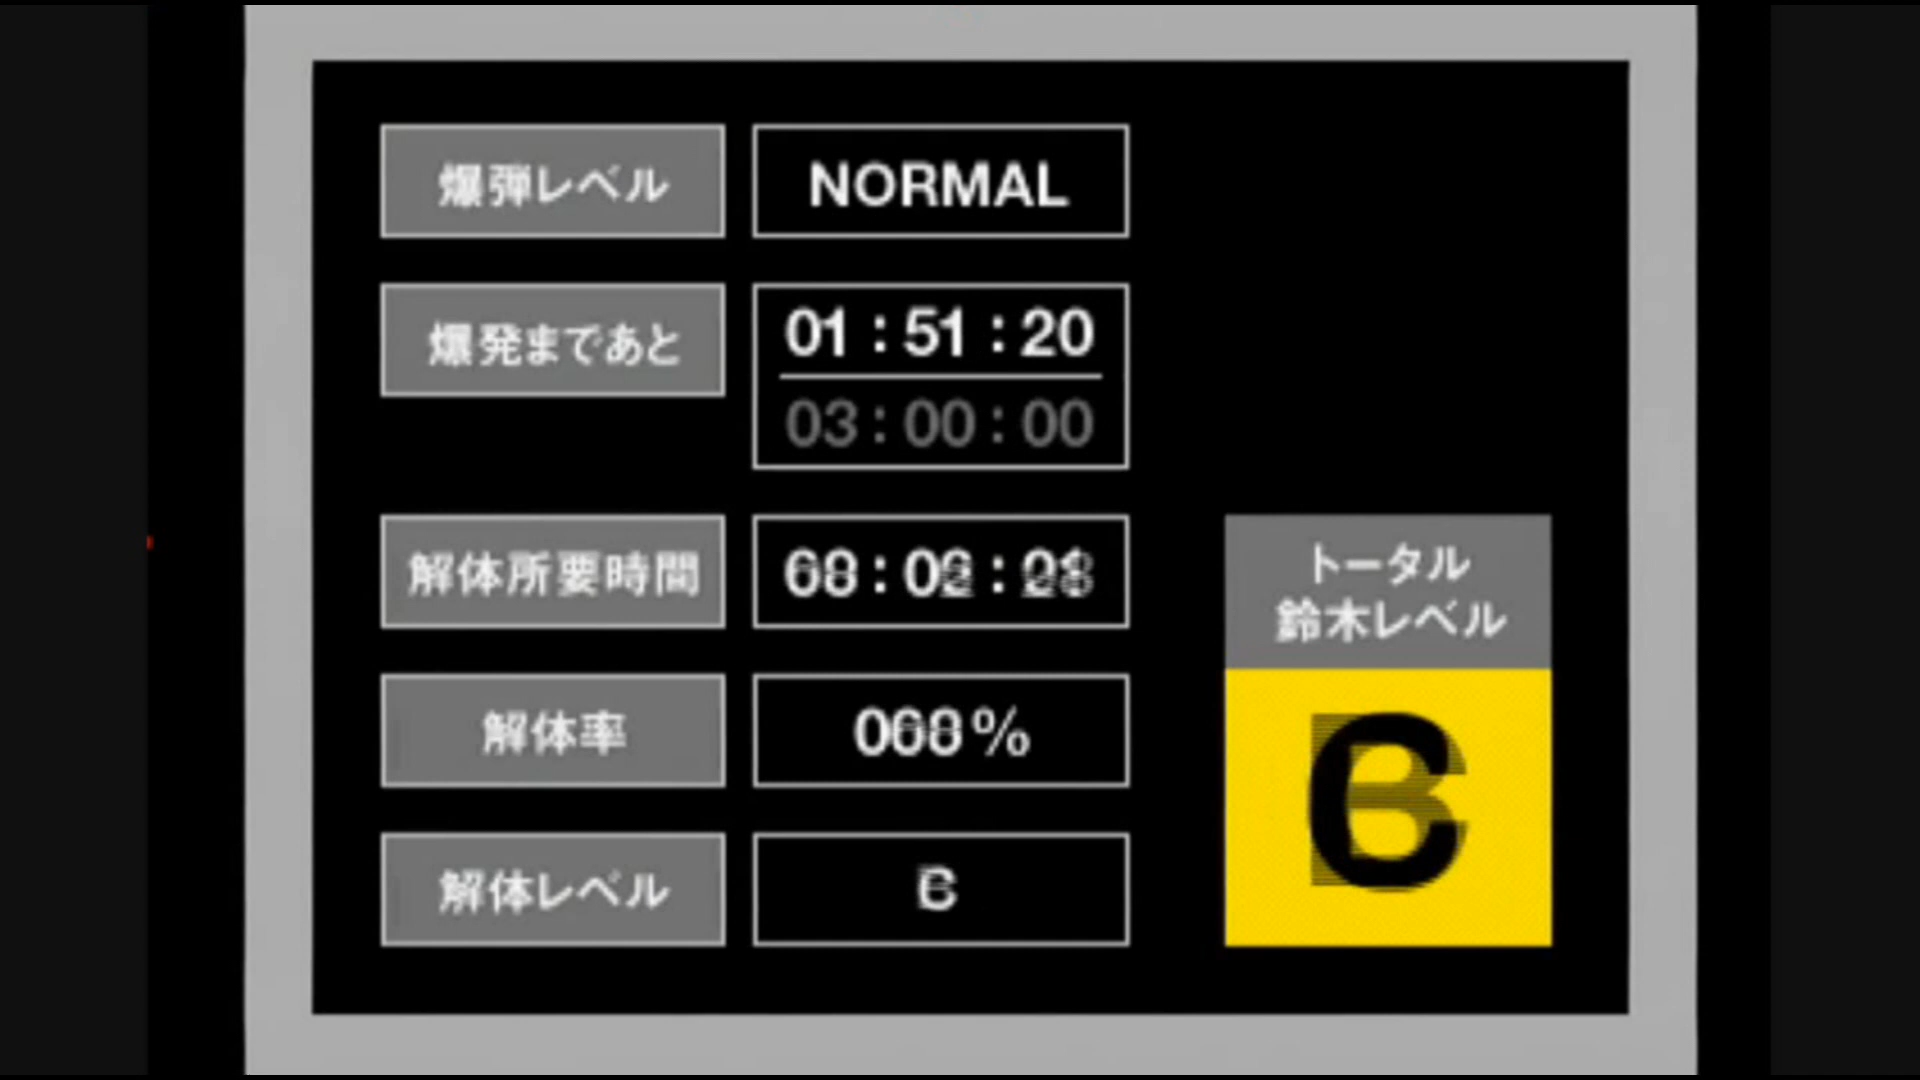 爆弾レベル
NORMAL
爆発まであと
01:51:20
03:00:00
解体所要時間
解体率
%
解体レベル
トータル
鈴木レベル